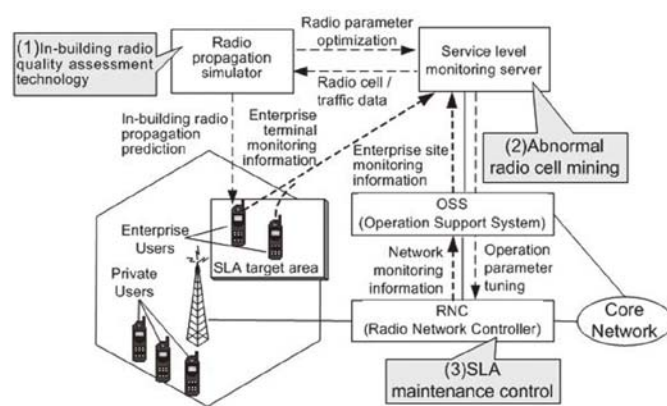 (1)In-building radio
quality assessment
technology
Radio
propagation
simulator
Radio parameter
optimization
Radio cell /
traffic data
Service level
monitoring server
(2)Abnormal
radio cell mining
In-building radio
propagation
prediction
Enterprise
terminal
monitoring
information
Enterprise site
monitoring
information
OSS
(Operation Support System)
Enterprise
Users
SLA target area
Private
Users
Network
monitoring
information
Operation
parameter
tuning
RNC
(Radio Network Controller)
Core
Network
(3)SLA
maintenance control